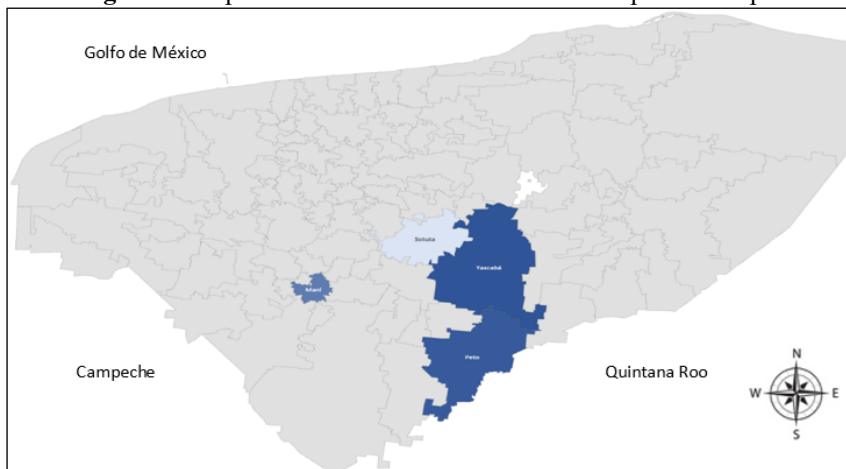 Golfo de México
Sotuta
Yaxcabá
Maní
Peto
Campeche
Quintana Roo
N
W E
S